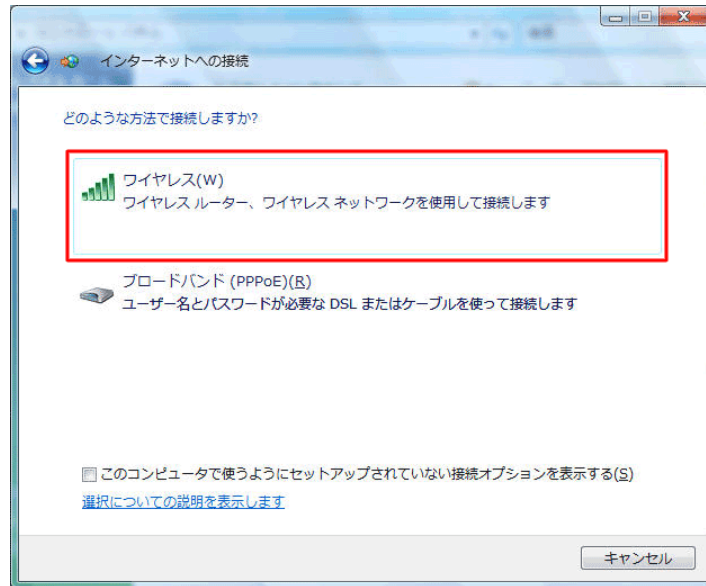 インターネットへの接続
どのような方法で接続しますか?
ワイヤレス(W)
ワイヤレス ルーター、ワイヤレス ネットワークを使用して接続します
ブロードバンド (PPPoE)(R)
ユーザー名とパスワードが必要な DSL またはケーブルを使って接続します
このコンピュータで使うようにセットアップされていない接続オプションを表示する(S)
選択についての説明を表示します
キャンセル